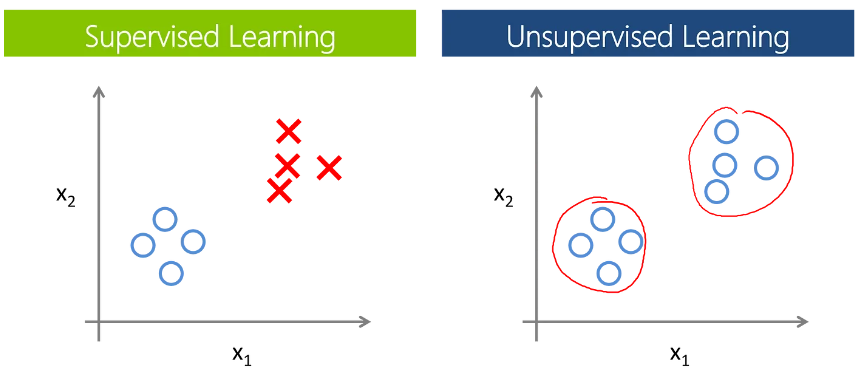 Supervised Learning
Unsupervised Learning
x2
x1
x2
x1